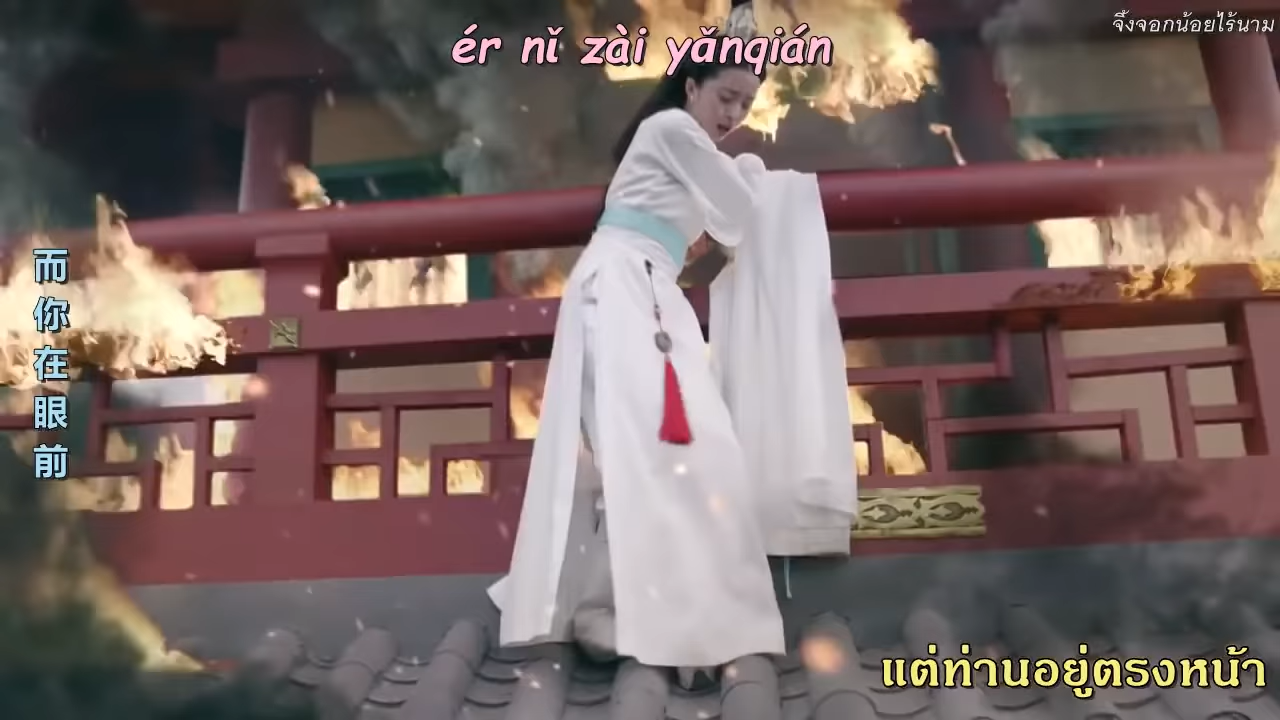 จิ้งจอกน้อยไร้นาม
ér nǐ zài yǎnqián
而你在眼前
แต่ท่านอยู่ตรงหน้า